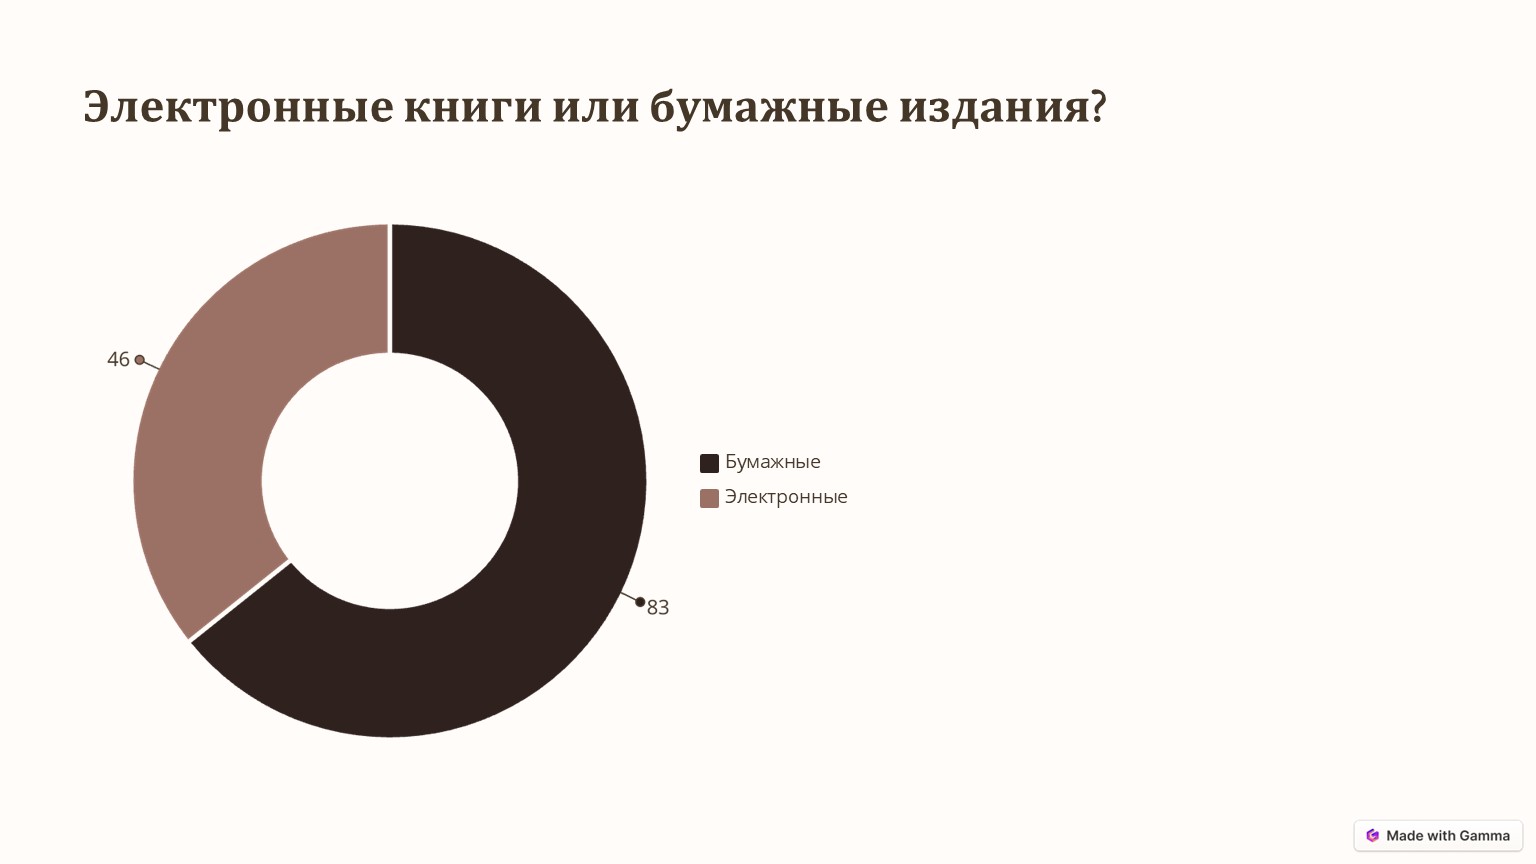 Электронные книги или бумажные издания?
46
Бумажные
Электронные
83
Made with Gamma